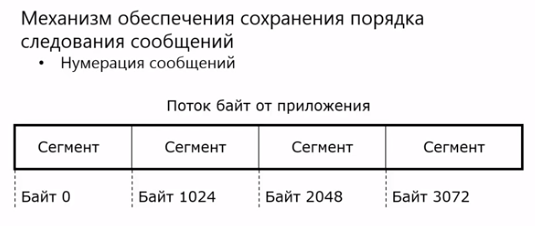 Механизм обеспечения сохранения порядка
следования сообщений
• Нумерация сообщений
Поток байт от приложения
Сегмент Сегмент Сегмент Сегмент
Байт 0 Байт 1024 Байт 2048 Байт 3072